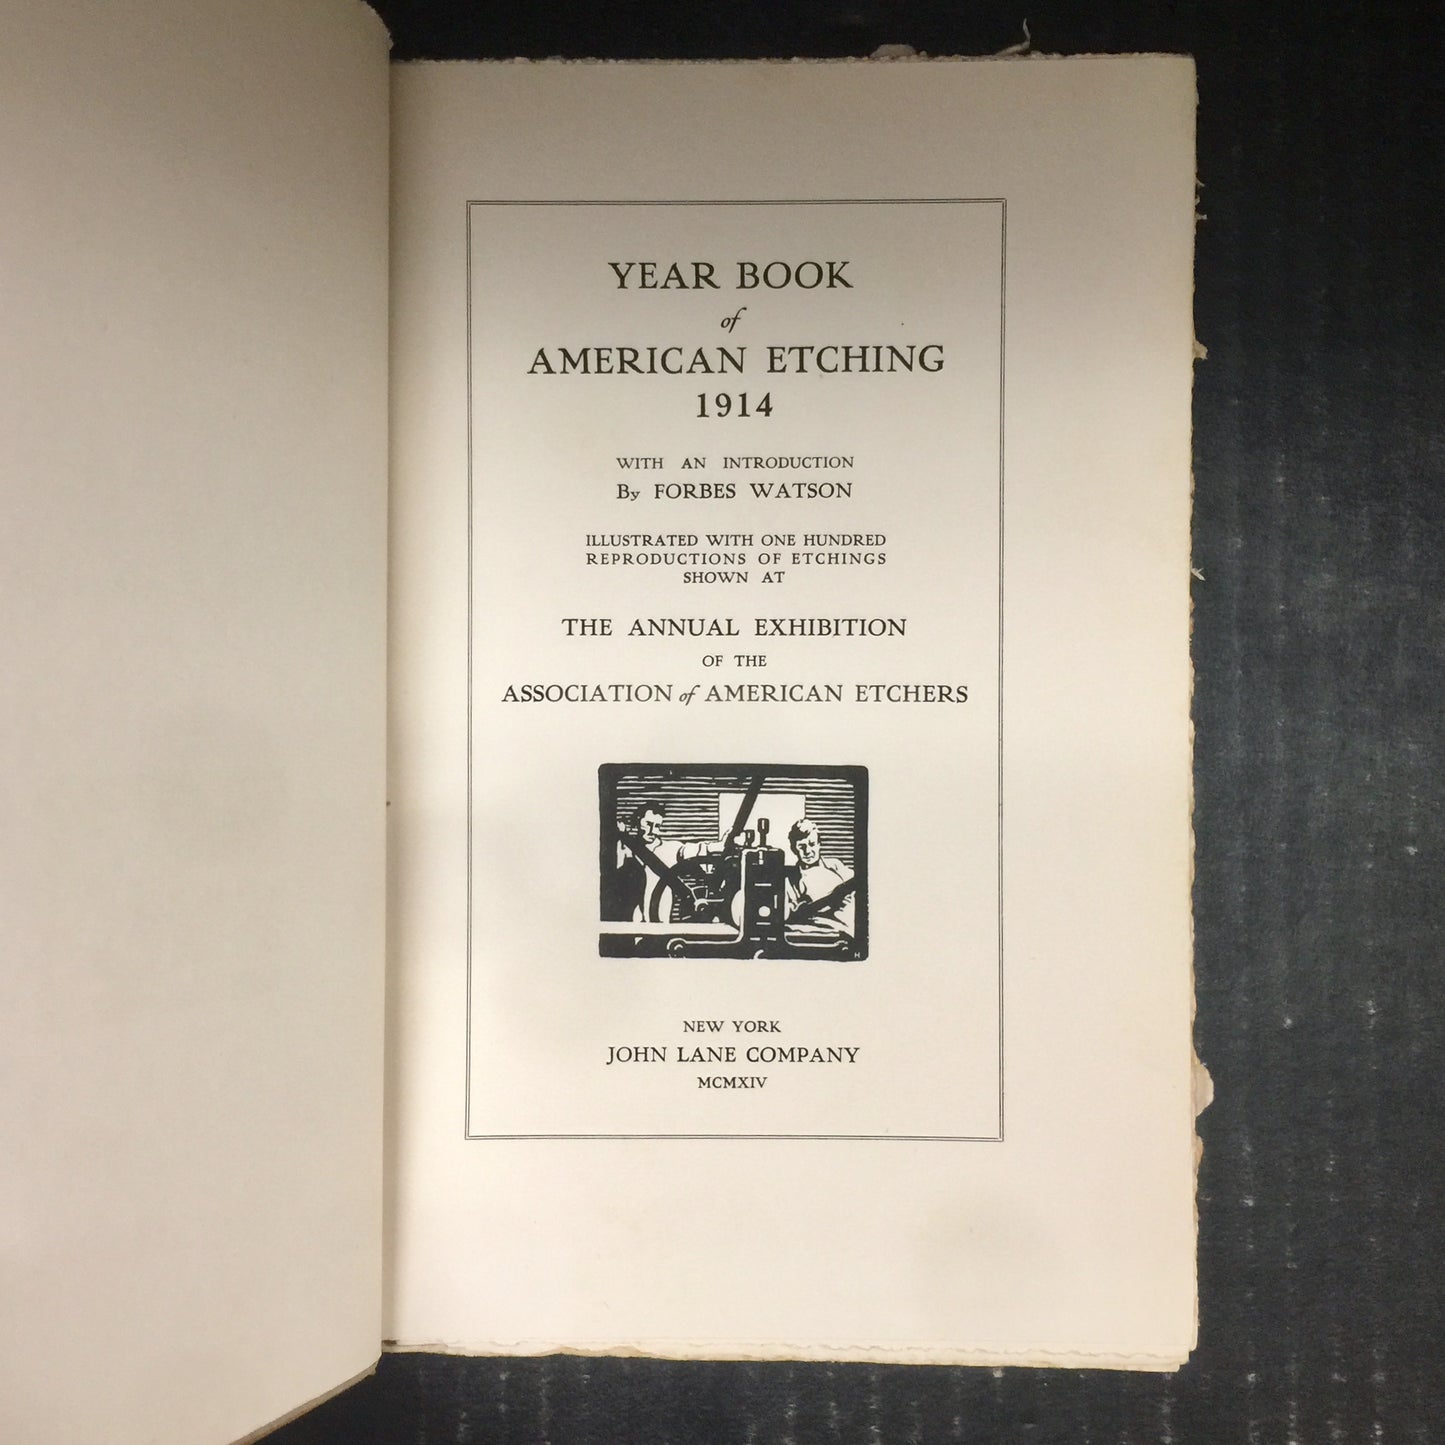 YEAR BOOK
of
AMERICAN ETCHING
1914
WITH AN INTRODUCTION
By FORBES WATSON
ILLUSTRATED WITH ONE HUNDRED
REPRODUCTIONS OF ETCHINGS
SHOWN AT
THE ANNUAL EXHIBITION
OF THE
ASSOCIATION of AMERICAN ETCHERS
H
NEW YORK
JOHN LANE COMPANY
MCMXIV